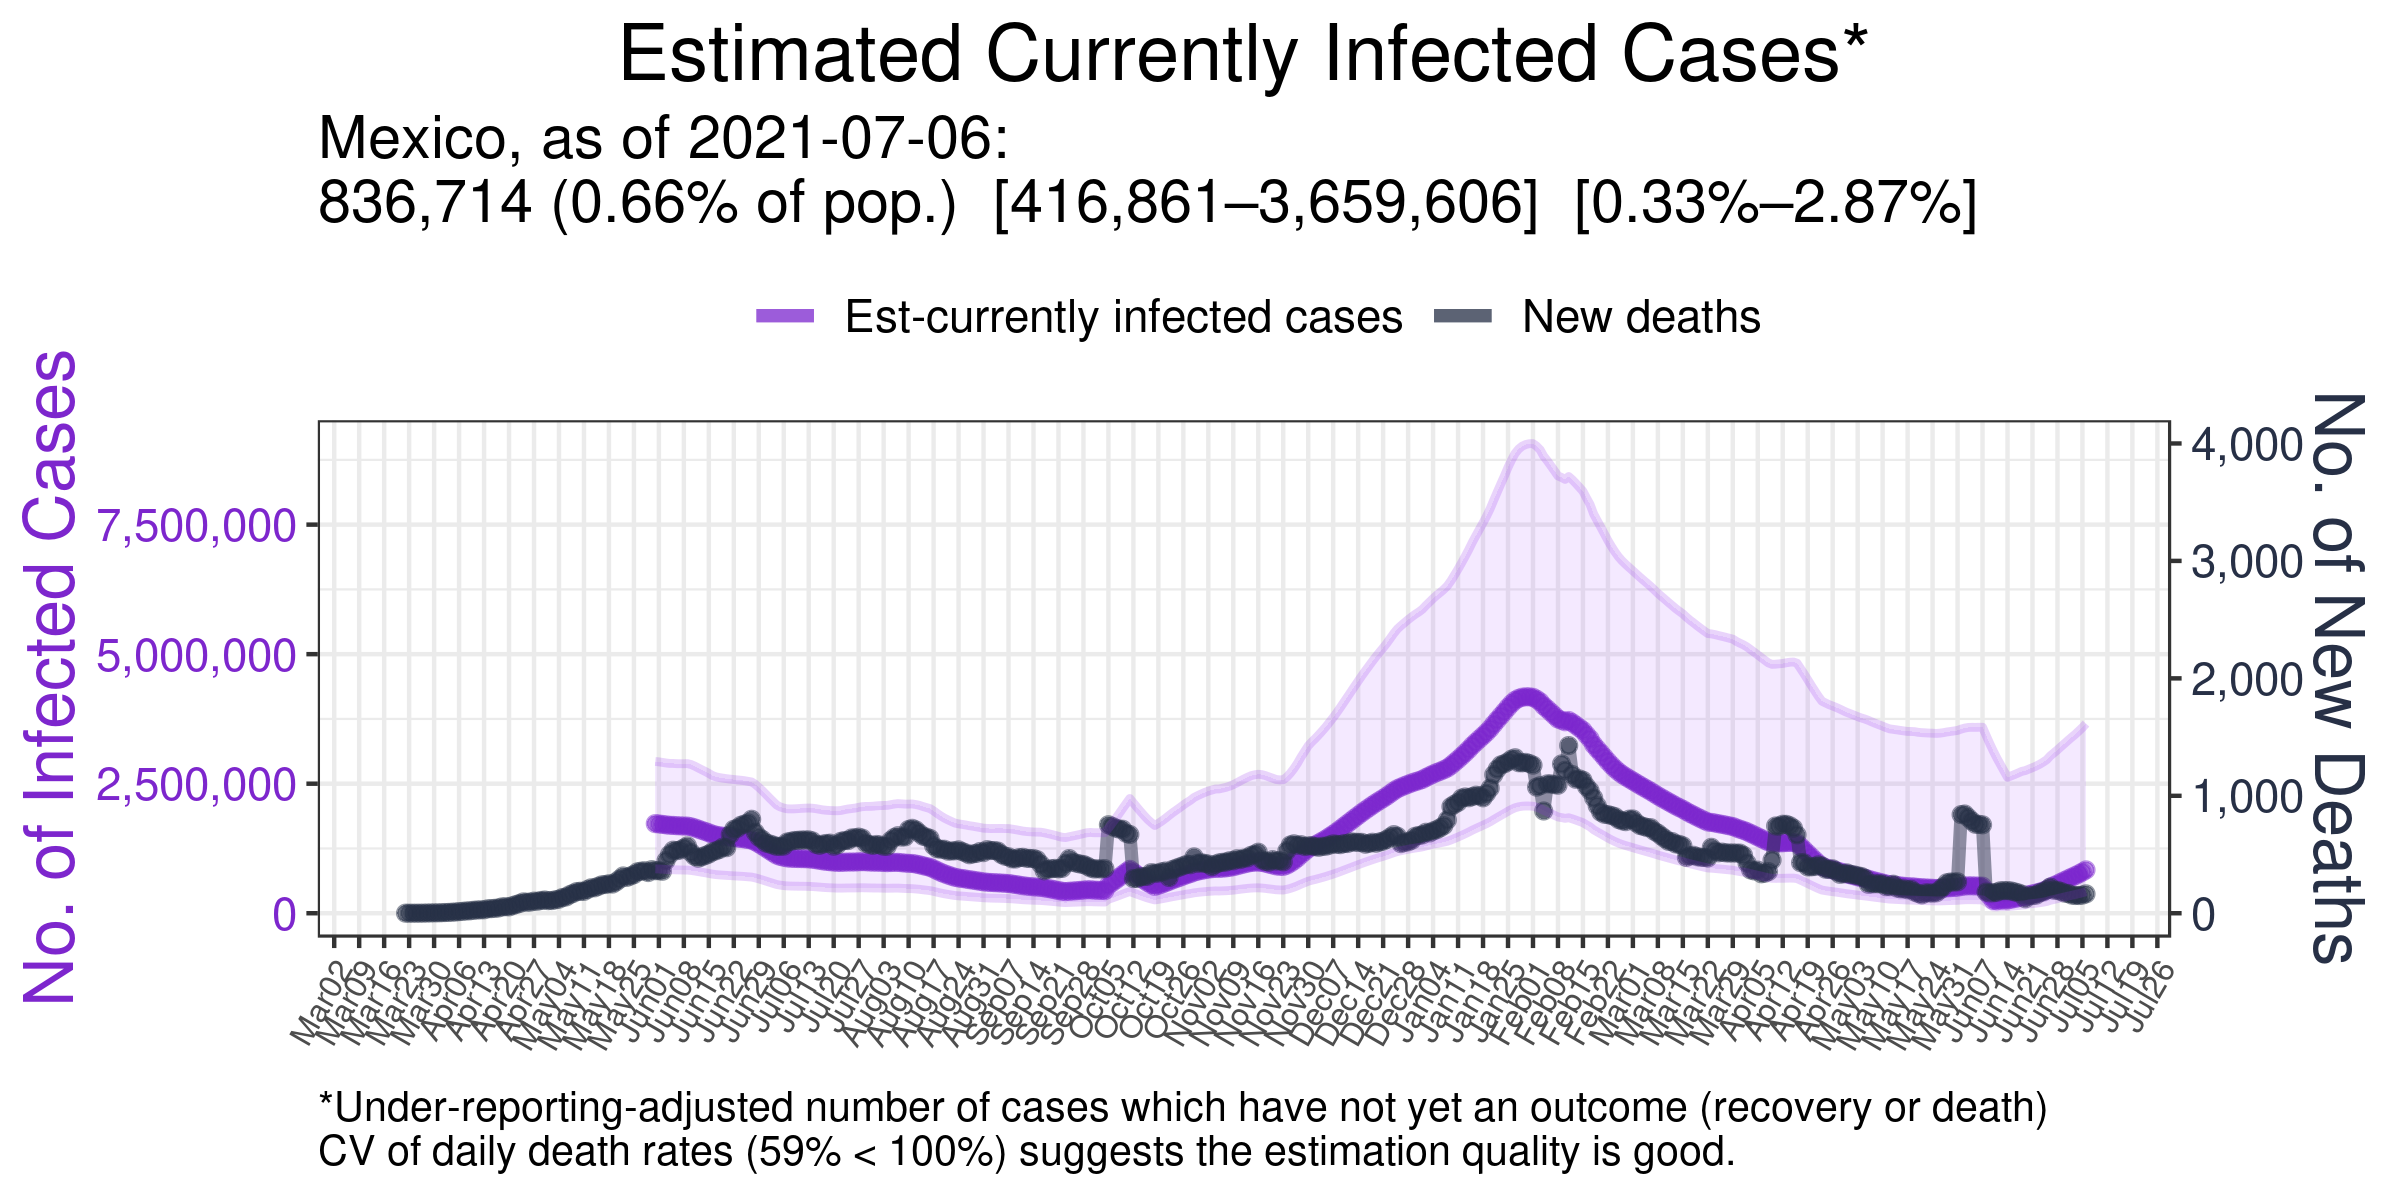 Estimated Currently Infected Cases*
Mexico, as of 2021-07-06:
836,714 (0.66% of pop.) [416,861–3,659,606] [0.33%–2.87%]
Est-currently infected cases
New deaths
No. of Infected Cases
7,500,000
5,000,000
2,500,000
0
4,000
3,000
2,000
1,000
0
No. of New Deaths
Mar02
Mar09
Mar16
Mar23
Mar30
Apr06
Apr13
Apr20
Apr27
May04
May11
May18
May25
Jun01
Jun08
Jun15
Jun22
Jun29
Jul06
Jul13
Jul20
Jul27
Aug03
Aug10
Aug17
Aug24
Aug31
Sep07
Sep14
Sep21
Sep28
Oct05
Oct12
Oct19
Oct26
Nov02
Nov09
Nov16
Nov23
Nov30
Dec07
Dec14
Dec21
Dec28
Jan04
Jan11
Jan18
Jan25
Feb01
Feb08
Feb15
Feb22
Mar01
Mar08
Mar15
Mar22
Mar29
Apr05
Apr12
Apr19
Apr26
May03
May10
May17
May24
May31
Jun07
Jun14
Jun21
Jun28
Jul05
Jul12
Jul19
Jul26
*Under-reporting-adjusted number of cases which have not yet an outcome (recovery or death)
CV of daily death rates (59% < 100%) suggests the estimation quality is good.